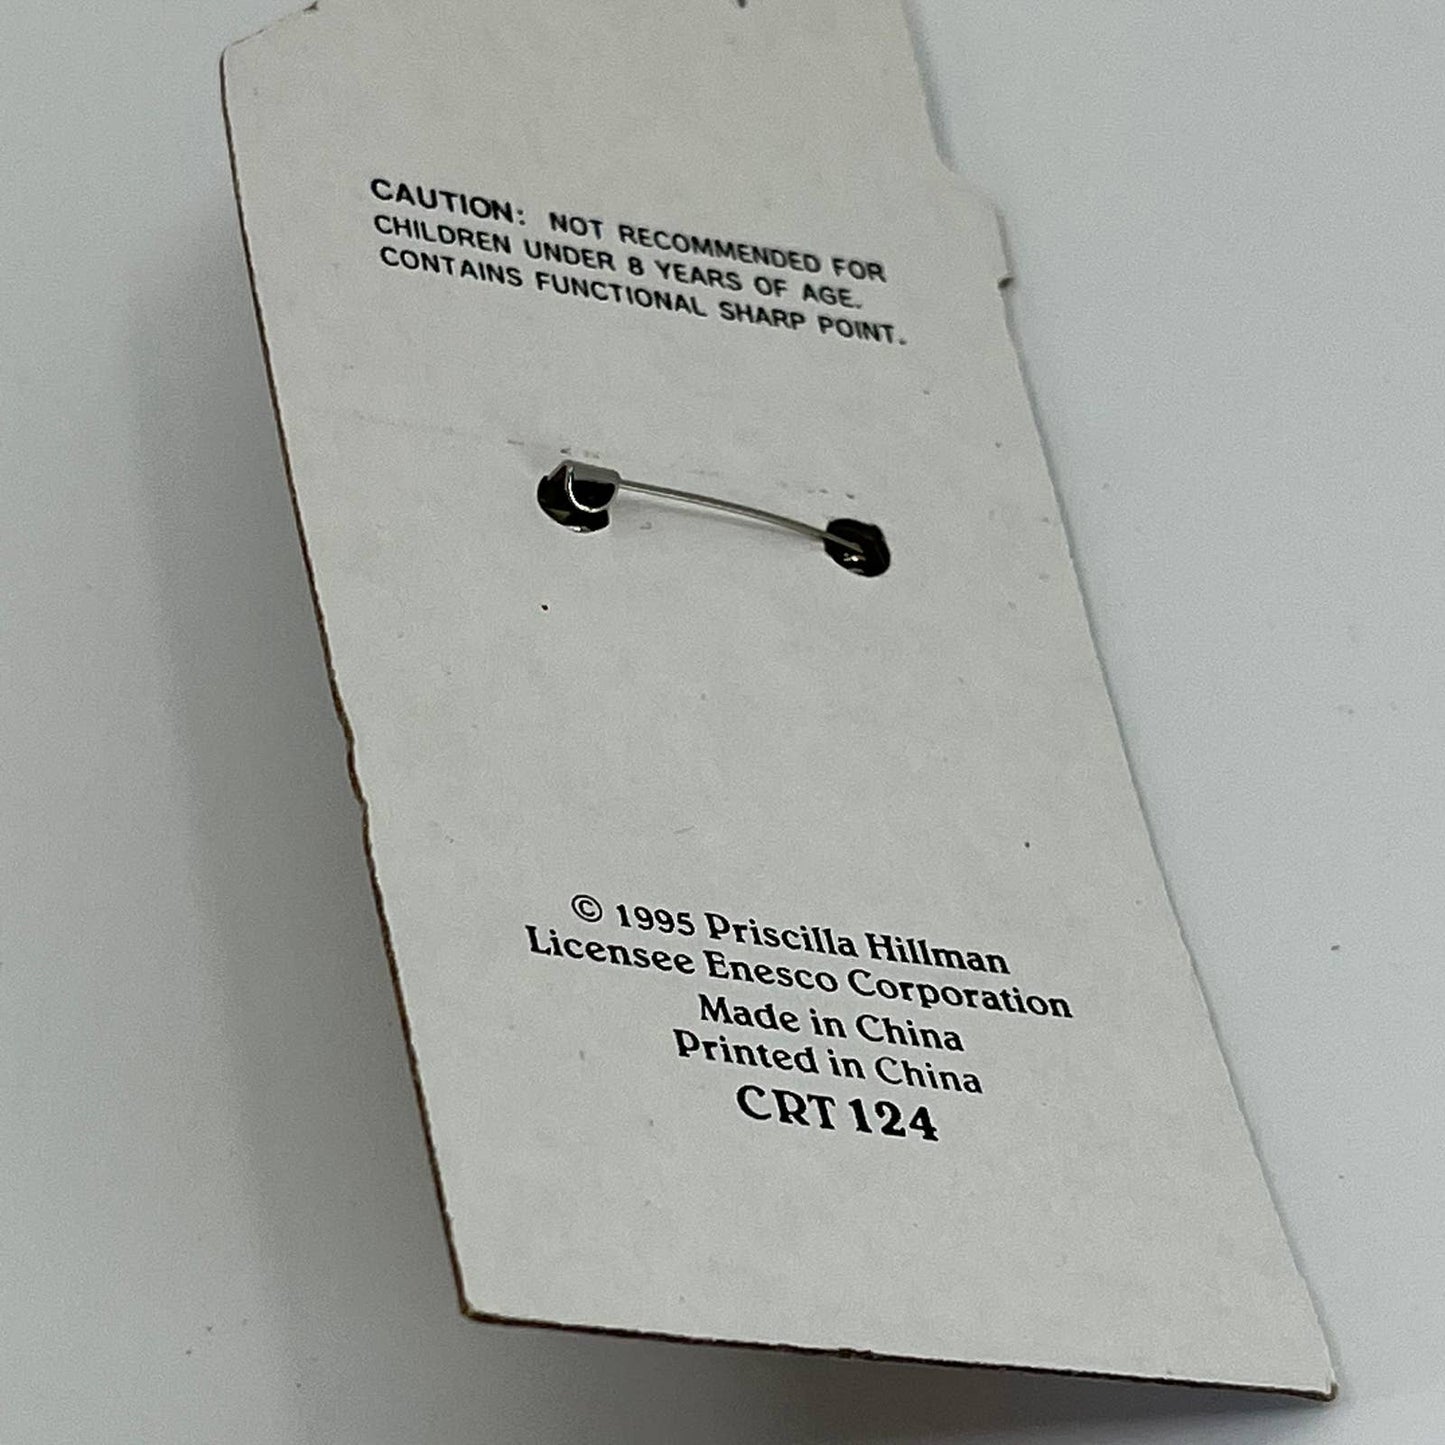 CAUTION: NOT RECOMMENDED FOR
CHILDREN UNDER 8 YEARS OF AGE.
CONTAINS FUNCTIONAL SHARP POINT.
© 1995 Priscilla Hillman
Licensee Enesco Corporation
Made in China
Printed in China
CRT 124